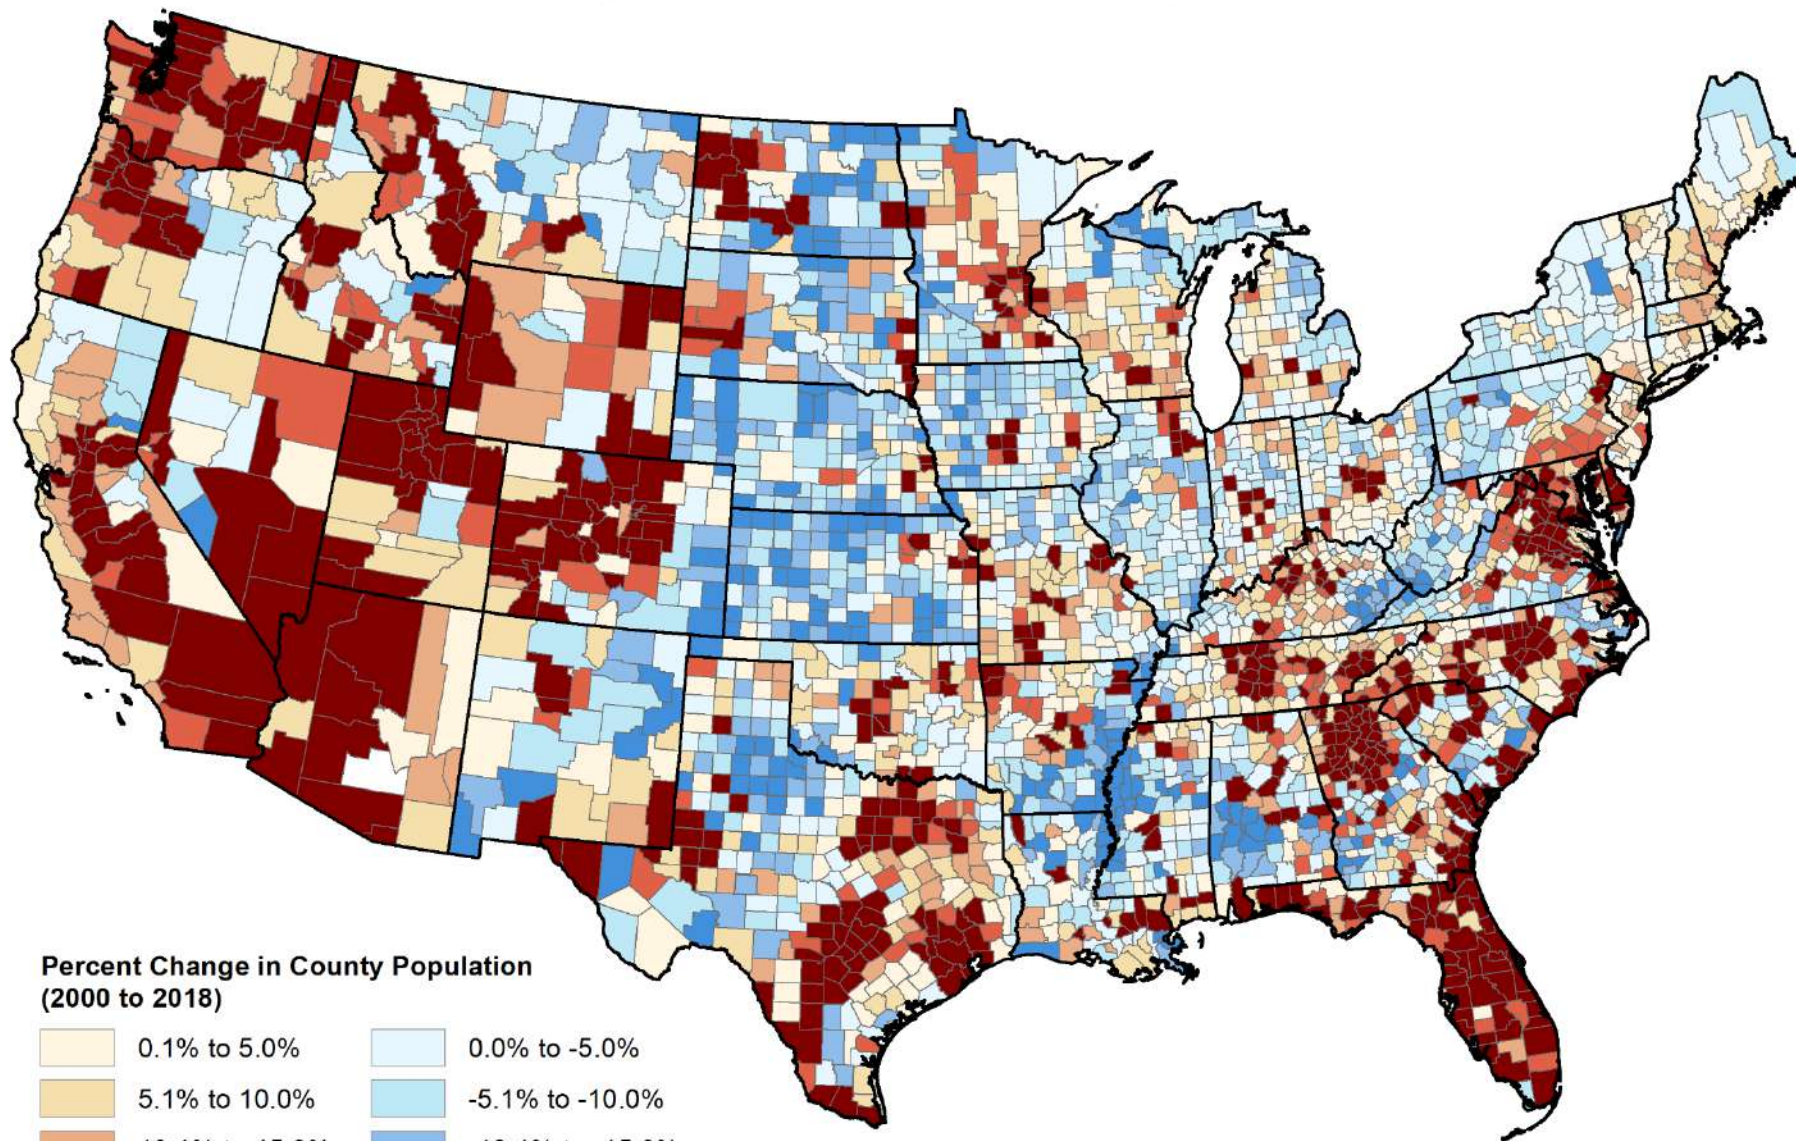 Percent Change in County Population
(2000 to 2018)
0.1% to 5.0%
0.0% to -5.0%
5.1% to 10.0%
-5.1% to -10.0%